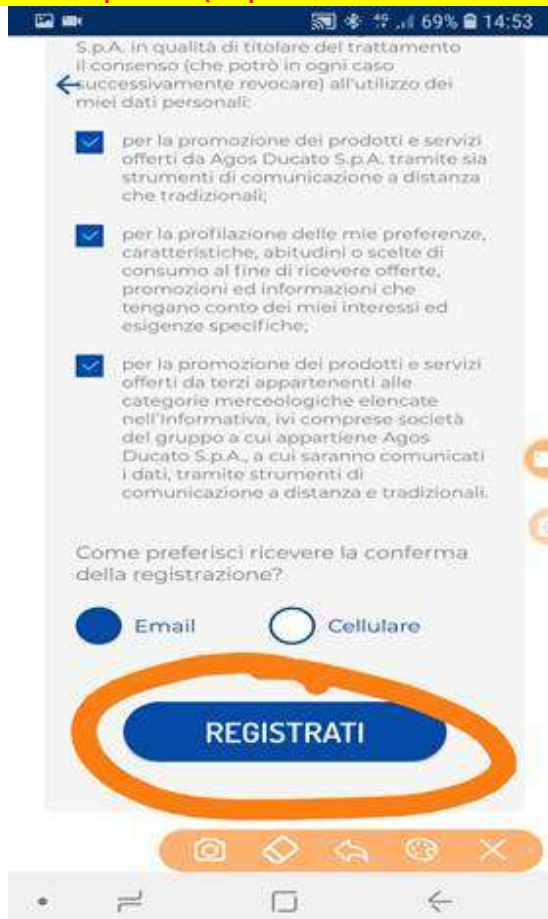 69% 14:53
S.p.A. in qualità di titolare del trattamento
il consenso (che potrò in ogni caso
successivamente revocare) all'utilizzo dei
miei dati personali:
per la promozione dei prodotti e servizi
offerti da Agos Ducato S.p.A. tramite sia
strumenti di comunicazione a distanza
che tradizionali;
per la profilazione delle mie preferenze,
caratteristiche, abitudini o scelte di
consumo al fine di ricevere offerte,
promozioni ed informazioni che
tengano conto dei miei interessi ed
esigenze specifiche;
per la promozione dei prodotti e servizi
offerti da terzi appartenenti alle
categorie merceologiche elencate
nell'Informativa, ivi comprese società
del gruppo a cui appartiene Agos
Ducato S.p.A., a cui saranno comunicati
i dati, tramite strumenti di
comunicazione a distanza e tradizionali.
Come preferisci ricevere la conferma
della registrazione?
Email Cellulare
REGISTRATI